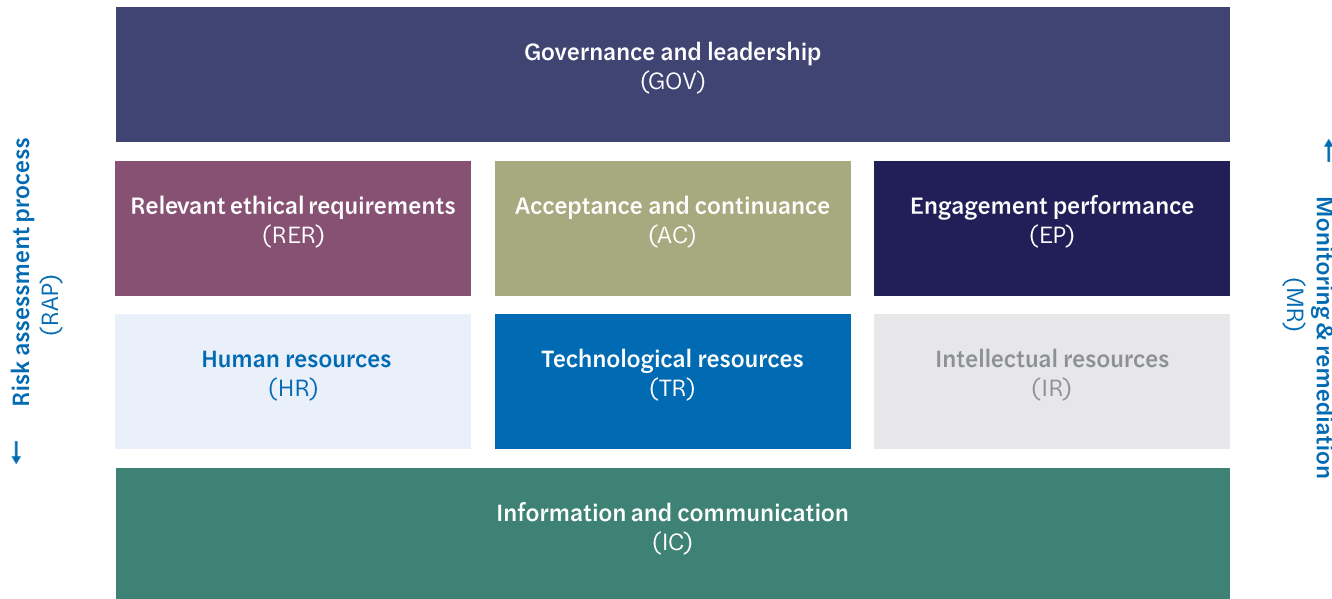 Governance and leadership
(GOV)
Risk assessment process
(RAP)
Relevant ethical requirements
(RER)
Acceptance and continuance
(AC)
Engagement performance
(EP)
Human resources
(HR)
Technological resources
(TR)
Intellectual resources
(IR)
Monitoring & remediation
(MR)
Information and communication
(IC)